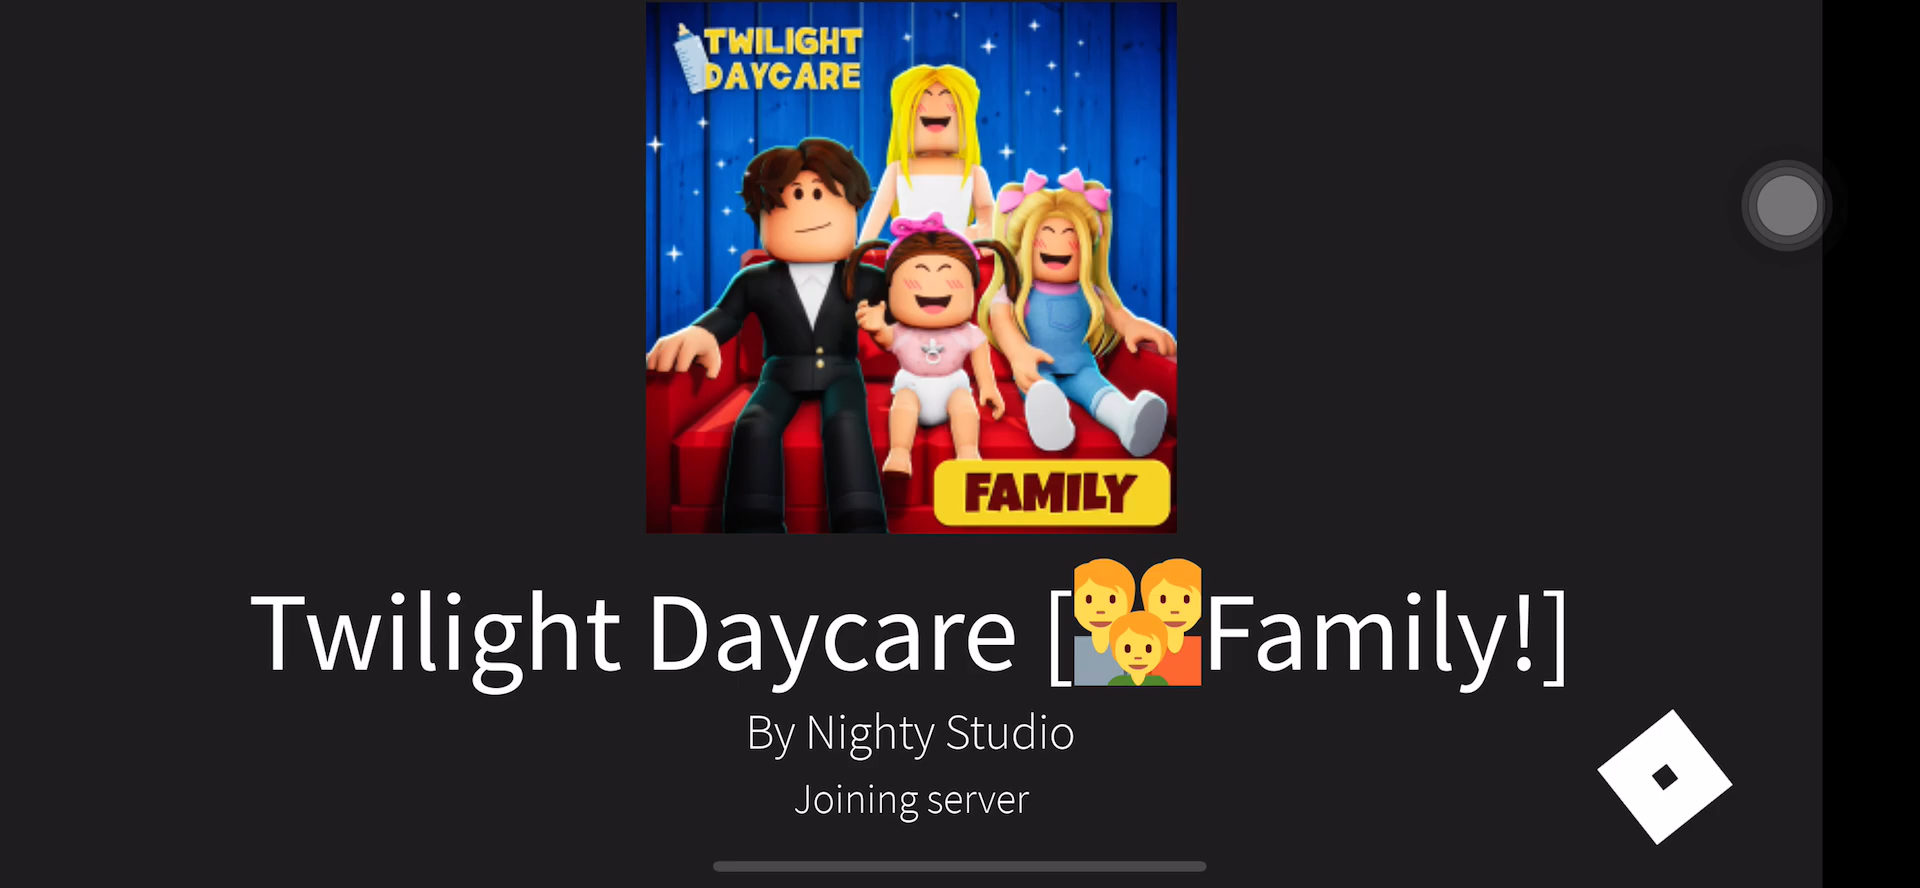 TWILIGHT
DAYCARE
FAMILY
Twilight Daycare [👪Family!]
By Nighty Studio
Joining server